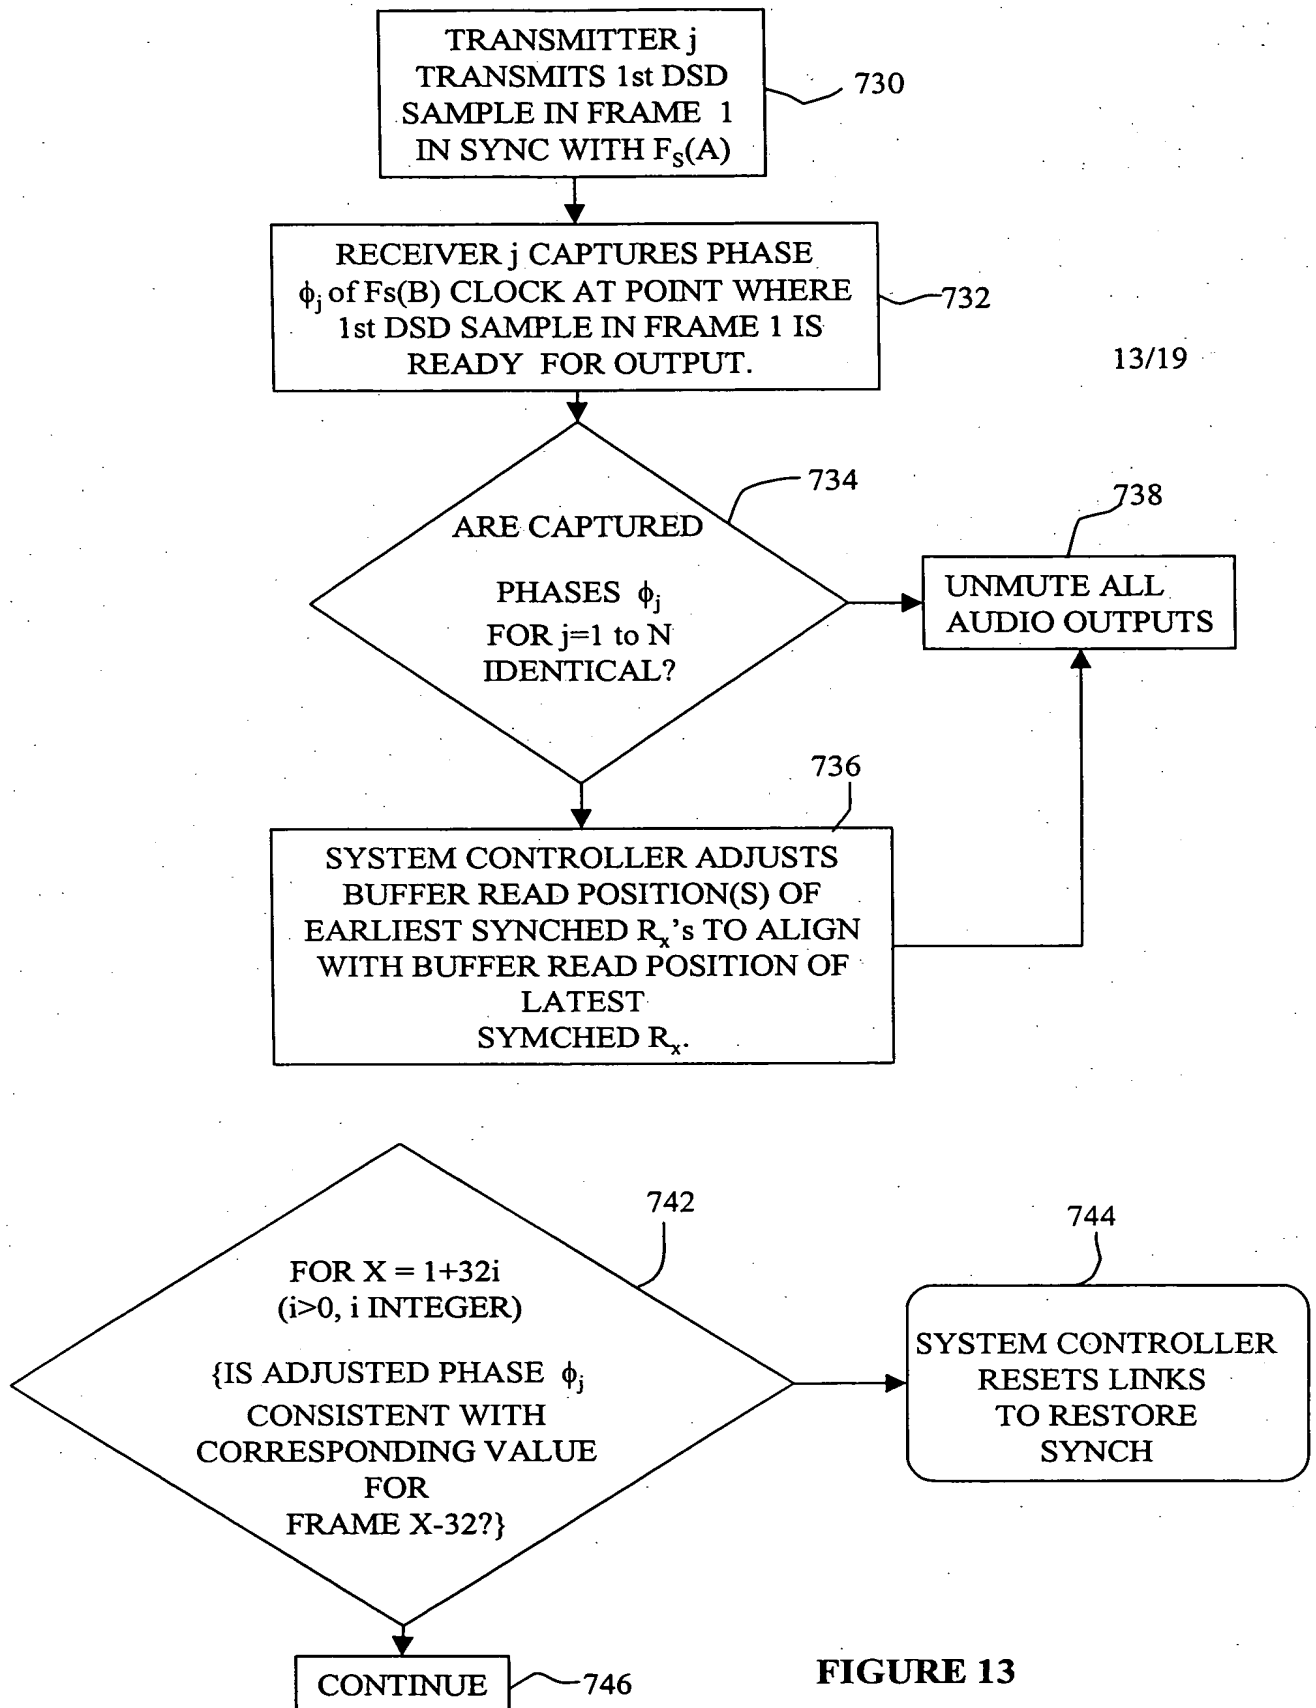 TRANSMITTER j
TRANSMITS 1st DSD
SAMPLE IN FRAME 1
IN SYNC WITH FS(A)
730
RECEIVER j CAPTURES PHASE
ϕj of Fs(B) CLOCK AT POINT WHERE
1st DSD SAMPLE IN FRAME 1 IS
READY FOR OUTPUT.
732
13/19
734
ARE CAPTURED
PHASES ϕj
FOR j=1 to N
IDENTICAL?
738
UNMUTE ALL
AUDIO OUTPUTS
736
SYSTEM CONTROLLER ADJUSTS
BUFFER READ POSITION(S) OF
EARLIEST SYNCHED Rx's TO ALIGN
WITH BUFFER READ POSITION OF
LATEST
SYMCHED Rx.
742
FOR X = 1+32i
(i>0, i INTEGER)
{IS ADJUSTED PHASE ϕj
CONSISTENT WITH
CORRESPONDING VALUE
FOR
FRAME X-32?}
744
SYSTEM CONTROLLER
RESETS LINKS
TO RESTORE
SYNCH
CONTINUE
746
FIGURE 13